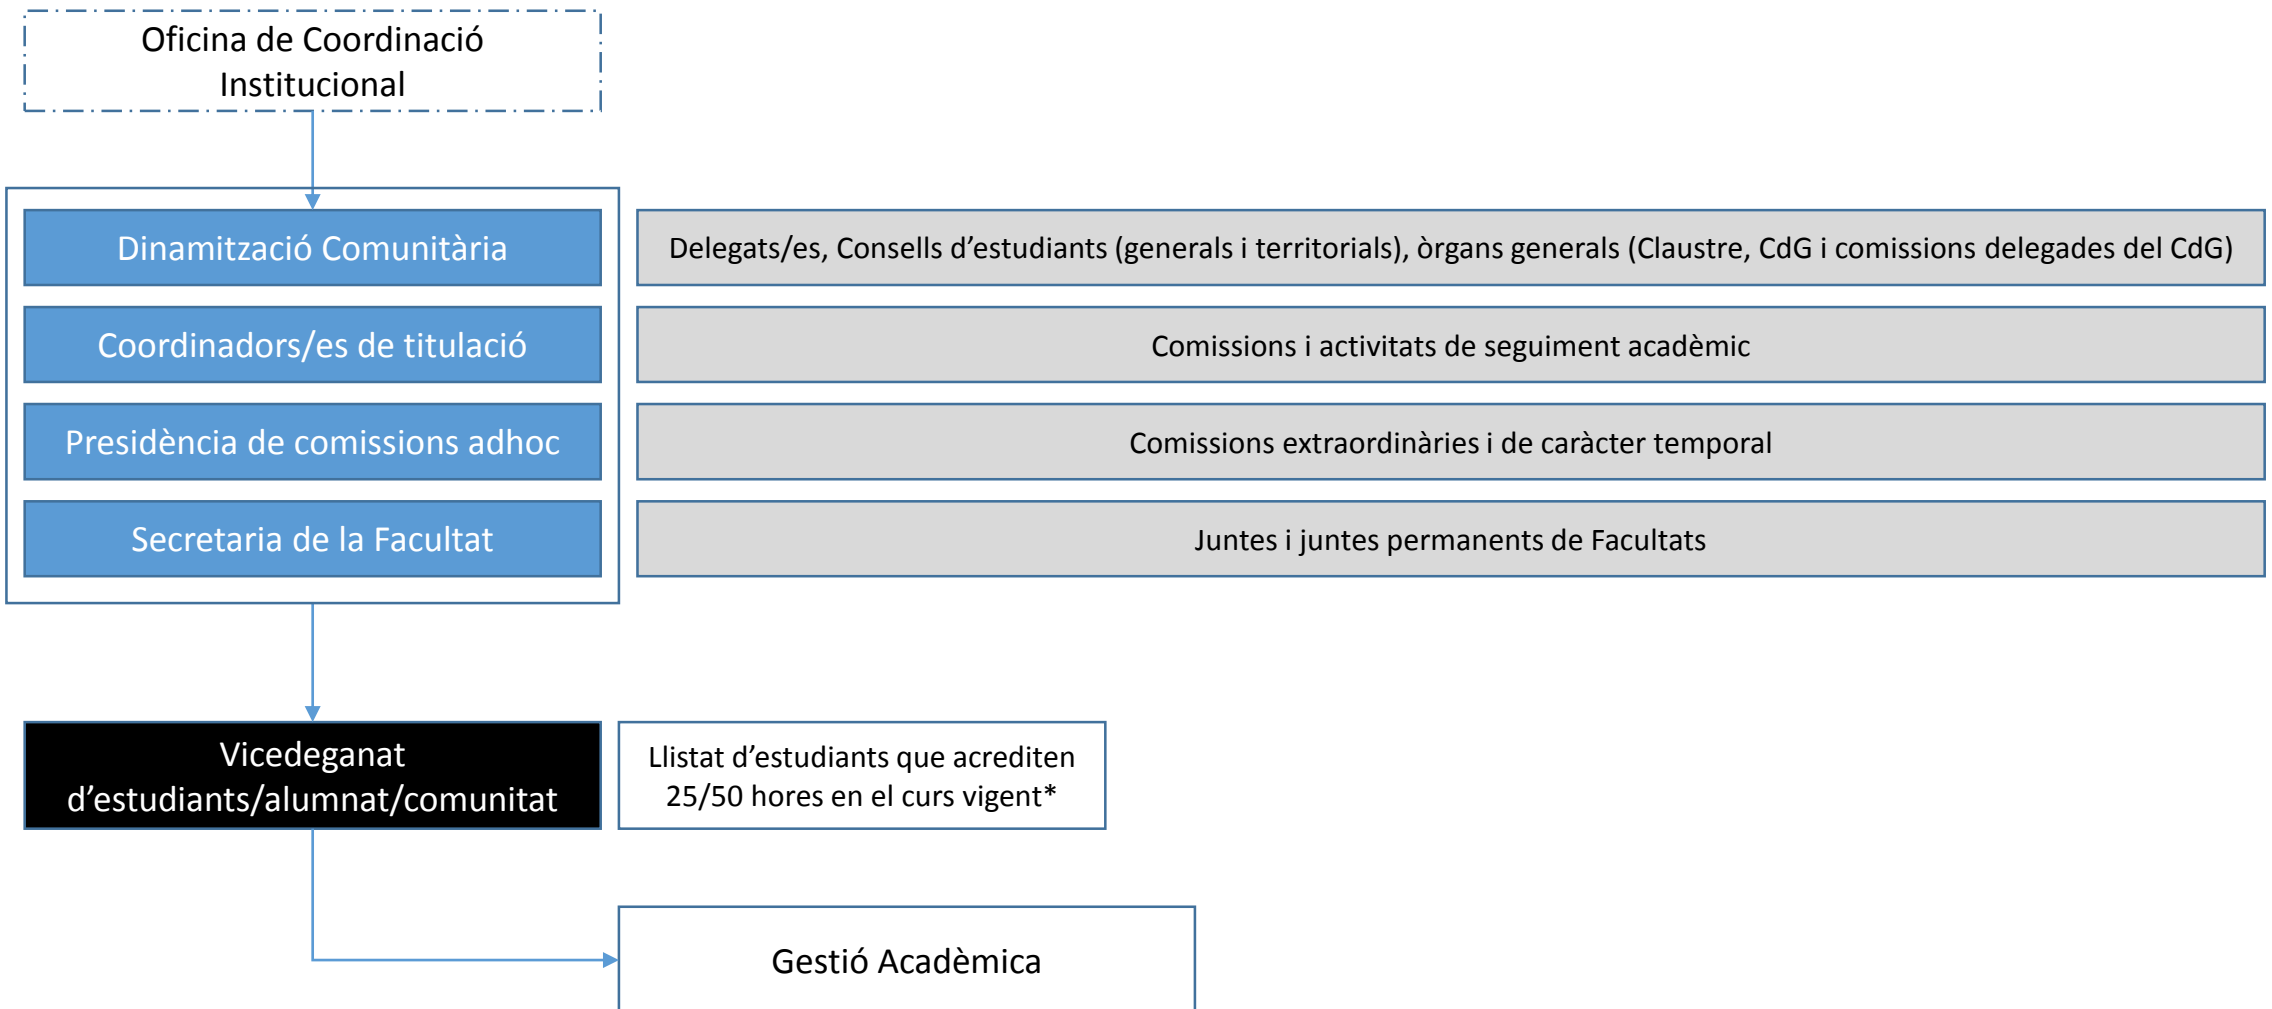 Oficina de Coordinació
Institucional
Dinamització Comunitària
Delegats/es, Consells d’estudiants (generals i territorials), òrgans generals (Claustre, CdG i comissions delegades del CdG)
Coordinadors/es de titulació
Comissions i activitats de seguiment acadèmic
Presidència de comissions adhoc
Comissions extraordinàries i de caràcter temporal
Secretaria de la Facultat
Juntes i juntes permanents de Facultats
Vicedeganat
d’estudiants/alumnat/comunitat
Llistat d’estudiants que acrediten
25/50 hores en el curs vigent*
Gestió Acadèmica